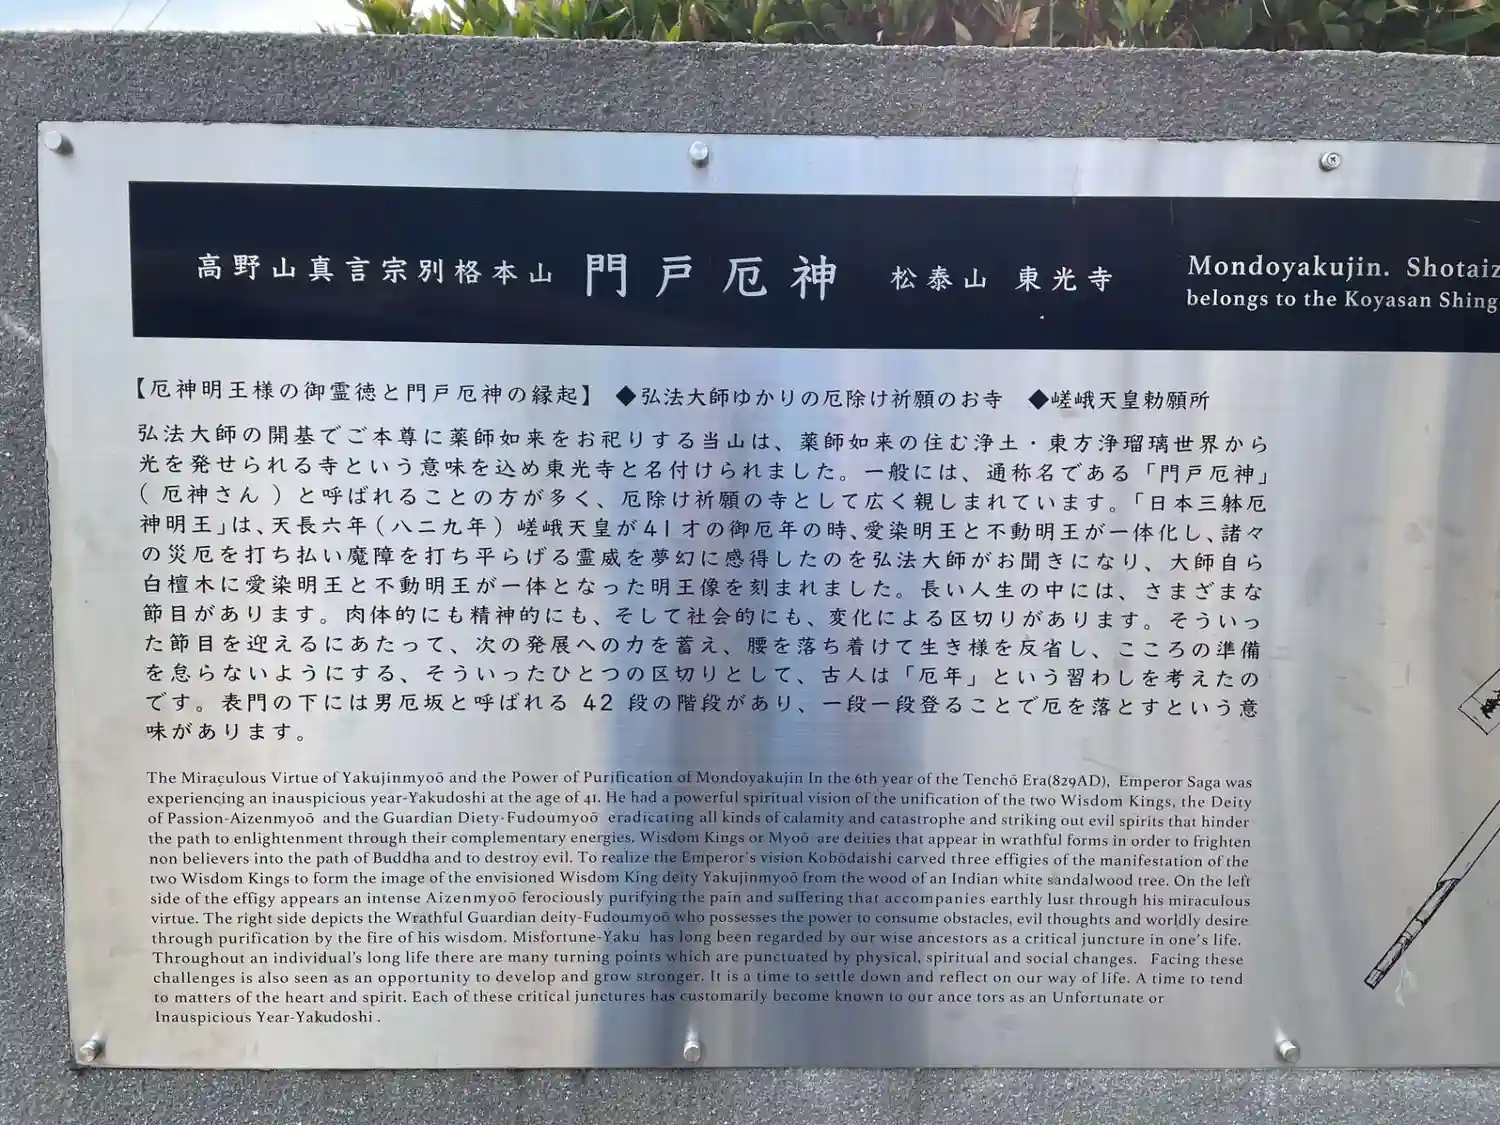 高野山真言宗別格本山 門戸厄神 松泰山 東光寺
Mondoyakujin. Shotaiz
belongs to the Koyasan Shing
【厄神明王様の御霊徳と門戸厄神の縁起】 ◆弘法大師ゆかりの厄除け祈願のお寺 ◆嵯峨天皇勅願所
弘法大師の開基でご本尊に薬師如来をお祀りする当山は、薬師如来の住む浄土・東方浄瑠璃世界から
光を発せられる寺という意味を込め東光寺と名付けられました。一般には、通称名である「門戸厄神」
( 厄神さん ) と呼ばれることの方が多く、厄除け祈願の寺として広く親しまれています。「日本三躰厄
神明王」は、天長六年(八二九年) 嵯峨天皇が41才の御厄年の時、愛染明王と不動明王が一体化し、諸々
の災厄を打ち払い魔障を打ち平らげる霊威を夢幻に感得したのを弘法大師がお聞きになり、大師自ら
白檀木に愛染明王と不動明王が一体となった明王像を刻まれました。長い人生の中には、さまざまな
節目があります。肉体的にも精神的にも、そして社会的にも、変化による区切りがあります。そういっ
た節目を迎えるにあたって、次の発展への力を蓄え、腰を落ち着けて生き様を反省し、こころの準備
を怠らないようにする、そういったひとつの区切りとして、古人は「厄年」という習わしを考えたの
です。表門の下には男厄坂と呼ばれる 42 段の階段があり、一段一段登ることで厄を落とすという意
味があります。
The Miraculous Virtue of Yakujinmyoō and the Power of Purification of Mondoyakujin In the 6th year of the Tenchō Era(829AD), Emperor Saga was
experiencing an inauspicious year-Yakudoshi at the age of 41. He had a powerful spiritual vision of the unification of the two Wisdom Kings, the Deity
of Passion-Aizenmyoō and the Guardian Diety-Fudoumyoō eradicating all kinds of calamity and catastrophe and striking out evil spirits that hinder
the path to enlightenment through their complementary energies. Wisdom Kings or Myoō are deities that appear in wrathful forms in order to frighten
non believers into the path of Buddha and to destroy evil. To realize the Emperor's vision Kobōdaishi carved three effigies of the manifestation of the
two Wisdom Kings to form the image of the envisioned Wisdom King deity Yakujinmyoō from the wood of an Indian white sandalwood tree. On the left
side of the effigy appears an intense Aizenmyoō ferociously purifying the pain and suffering that accompanies earthly lust through his miraculous
virtue. The right side depicts the Wrathful Guardian deity-Fudoumyoō who possesses the power to consume obstacles, evil thoughts and worldly desire
through purification by the fire of his wisdom. Misfortune-Yaku has long been regarded by our wise ancestors as a critical juncture in one's life.
Throughout an individual's long life there are many turning points which are punctuated by physical, spiritual and social changes. Facing these
challenges is also seen as an opportunity to develop and grow stronger. It is a time to settle down and reflect on our way of life. A time to tend
to matters of the heart and spirit. Each of these critical junctures has customarily become known to our ance tors as an Unfortunate or
Inauspicious Year-Yakudoshi .